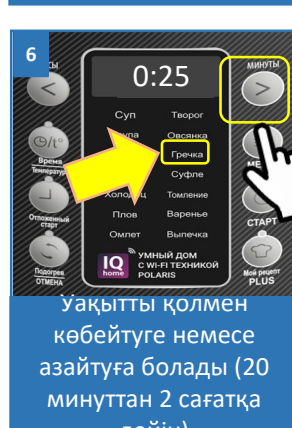 6
МИНУТЫ
0:25
Суп
Творог
Овсянка
Гречка
Время
Температура
Суфле
Томление
Отложенный
старт
СТАРТ
Плов
Варенье
Омлет
Выпечка
Подогрев
ОТМЕНА
IQ
home
УМНЫЙ ДОМ
С WI-FI ТЕХНИКОЙ
POLARIS
Мой рецепт
PLUS
Уақытты қолмен
көбейтуге немесе
азайтуға болады (20
минуттан 2 сағатқа